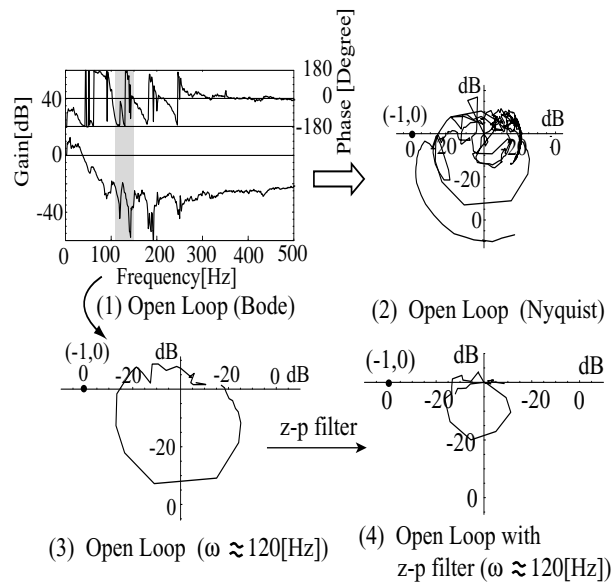 180
0
-180
Phase [Degree]
40
0
-40
Gain[dB]
0 100 200 300 400 500
Frequency[Hz]
(1) Open Loop (Bode)
dB
(-1,0)
dB
0 -20 -20 0
-20
0
(2) Open Loop (Nyquist)
(-1,0)
dB
0 -20 -20 0 dB
-20
0
(3) Open Loop (ω ≈ 120[Hz])
z-p filter
(-1,0)
dB
dB
0 -20 -20 0
-20
0
(4) Open Loop with
z-p filter (ω ≈ 120[Hz])